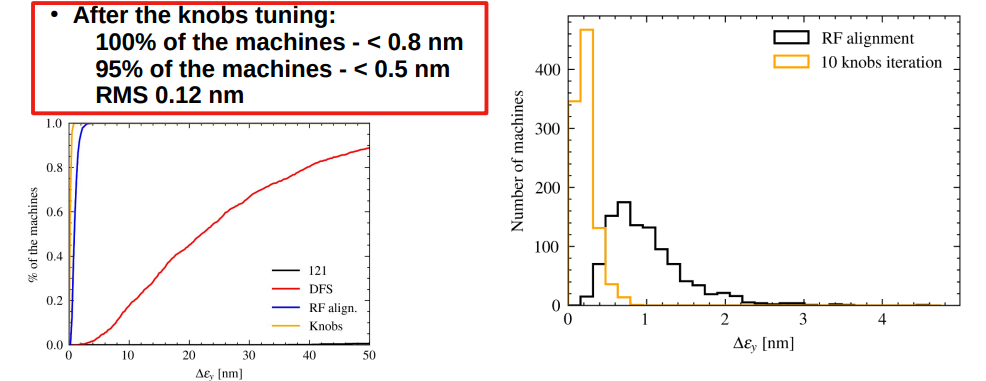 • After the knobs tuning:
100% of the machines - < 0.8 nm
95% of the machines - < 0.5 nm
RMS 0.12 nm
1.0
0.8
0.6
0.4
0.2
0.0
% of the machines
121
DFS
RF align.
Knobs
0 10 20 30 40 50
Δεy [nm]
RF alignment
10 knobs iteration
400
300
200
100
0
Number of machines
0 1 2 3 4
Δεy [nm]